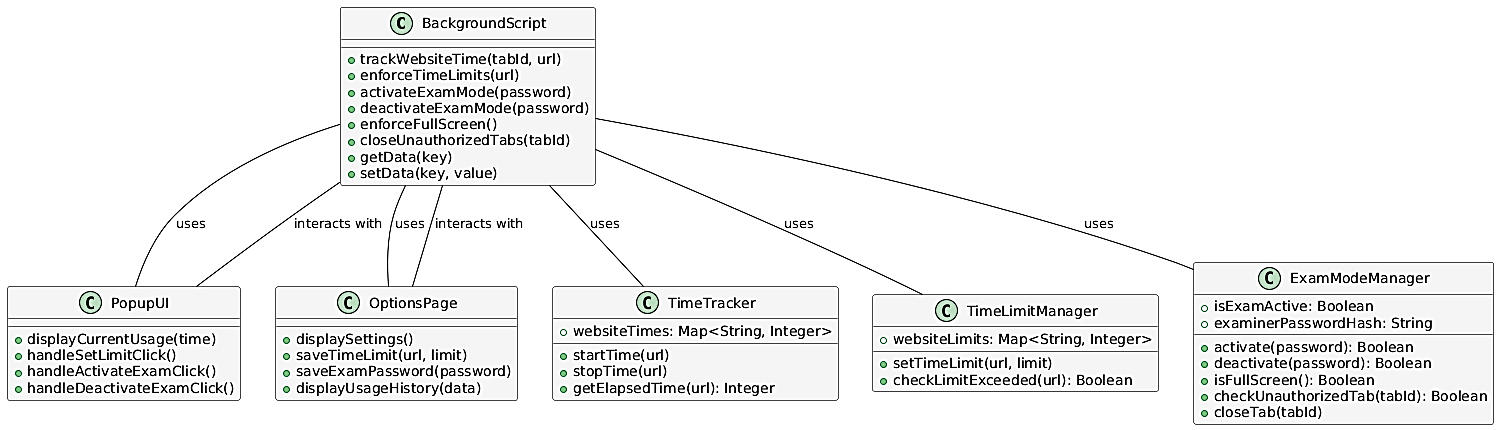 C BackgroundScript
trackWebsiteTime(tabId, url)
enforceTimeLimits(url)
activateExamMode(password)
deactivateExamMode(password)
enforceFullScreen()
closeUnauthorizedTabs(tabId)
getData(key)
setData(key, value)
uses
interacts with
uses
interacts with
uses
uses
uses
C PopupUI
displayCurrentUsage(time)
handleSetLimitClick()
handleActivateExamClick()
handleDeactivateExamClick()
C OptionsPage
displaySettings()
saveTimeLimit(url, limit)
saveExamPassword(password)
displayUsageHistory(data)
C TimeTracker
websiteTimes: Map<String, Integer>
startTime(url)
stopTime(url)
getElapsedTime(url): Integer
C TimeLimitManager
websiteLimits: Map<String, Integer>
setTimeLimit(url, limit)
checkLimitExceeded(url): Boolean
C ExamModeManager
isExamActive: Boolean
examinerPasswordHash: String
activate(password): Boolean
deactivate(password): Boolean
isFullScreen(): Boolean
checkUnauthorizedTab(tabId): Boolean
closeTab(tabId)